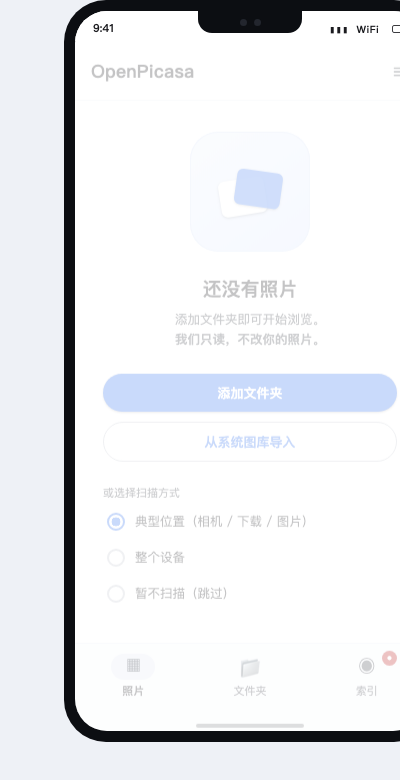 9:41
WiFi
OpenPicasa
还没有照片
添加文件夹即可开始浏览。
我们只读，不改你的照片。
添加文件夹
从系统图库导入
或选择扫描方式
典型位置（相机 / 下载 / 图片）
整个设备
暂不扫描（跳过）
照片
文件夹
索引